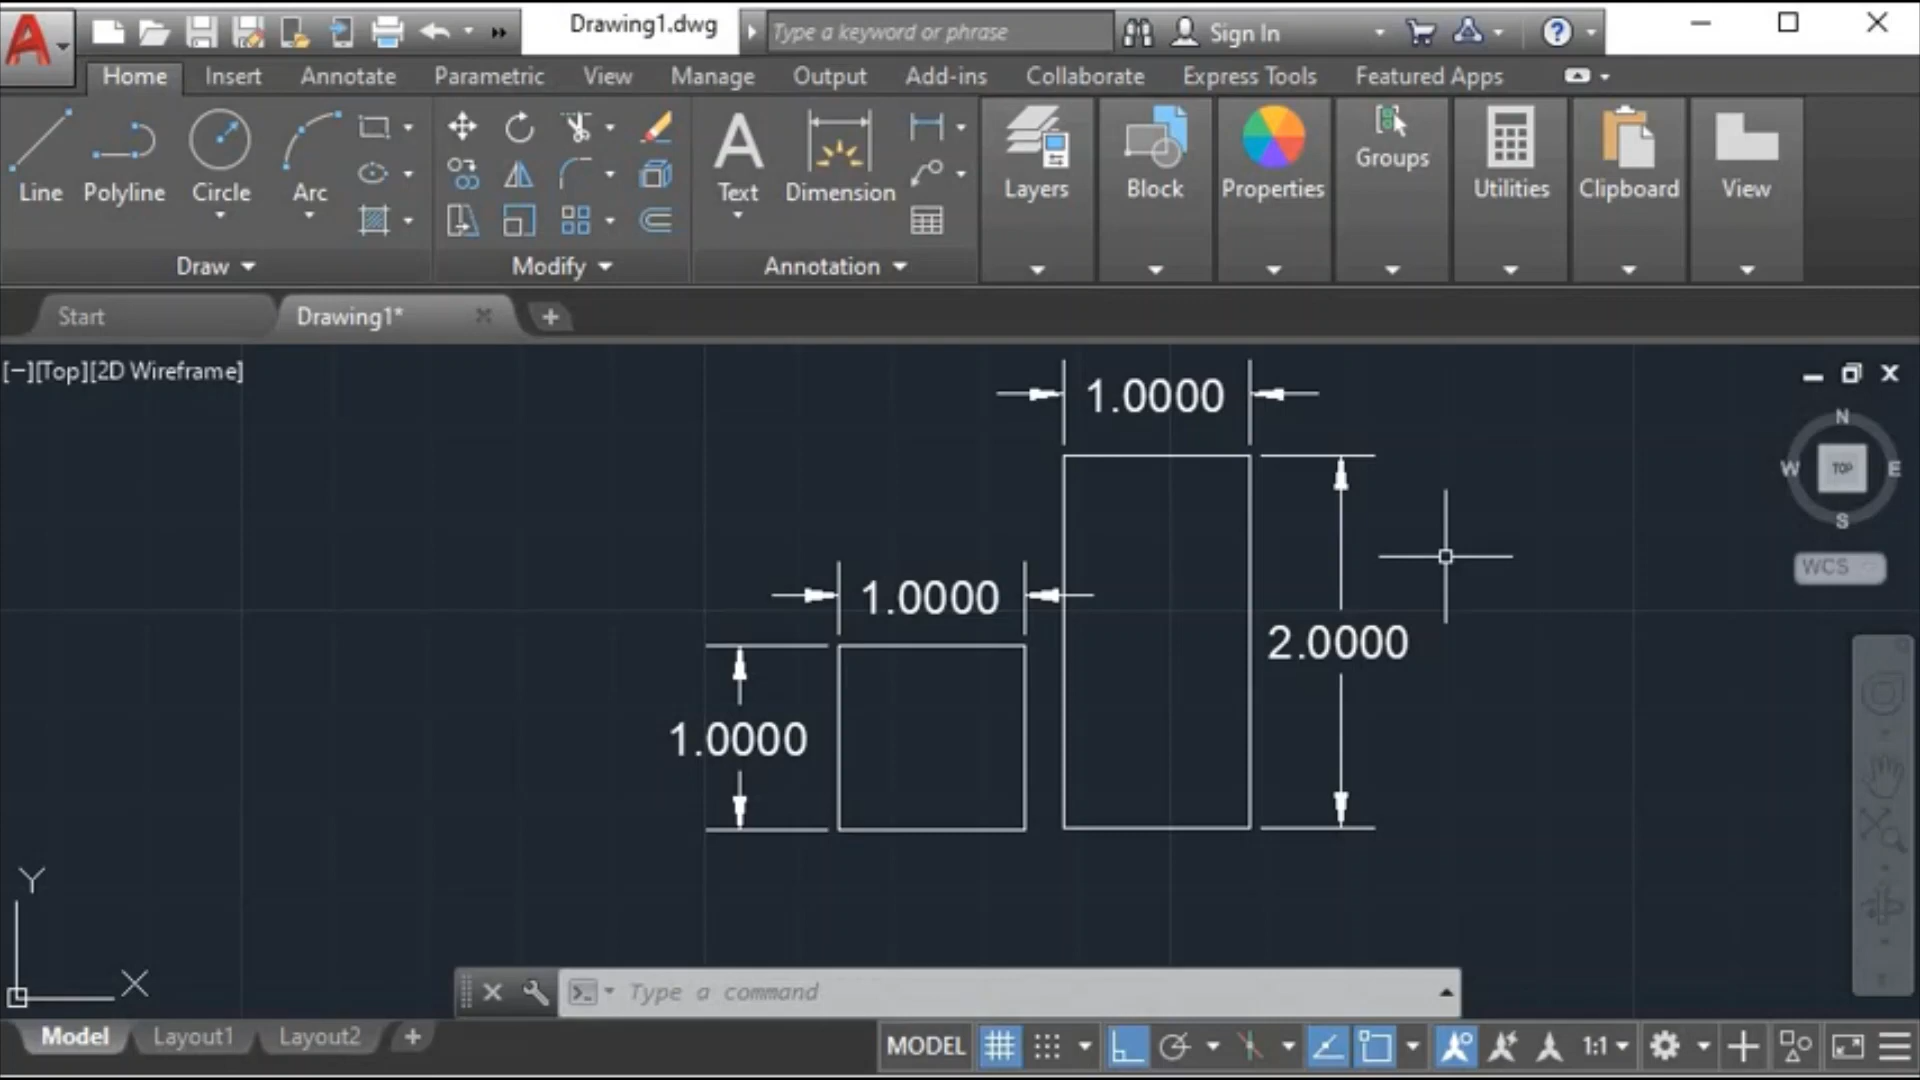 Drawing1.dwg
Type a keyword or phrase
Sign In
Home Insert Annotate Parametric View Manage Output Add-ins Collaborate Express Tools Featured Apps
Line Polyline Circle Arc Text Dimension Layers Block Properties Groups Utilities Clipboard View
Draw Modify Annotation
Start Drawing1*
[−][Top][2D Wireframe]
1.0000
N
W TOP E
S
WCS
1.0000
2.0000
1.0000
Y
X
Type a command
Model Layout1 Layout2
MODEL 1:1